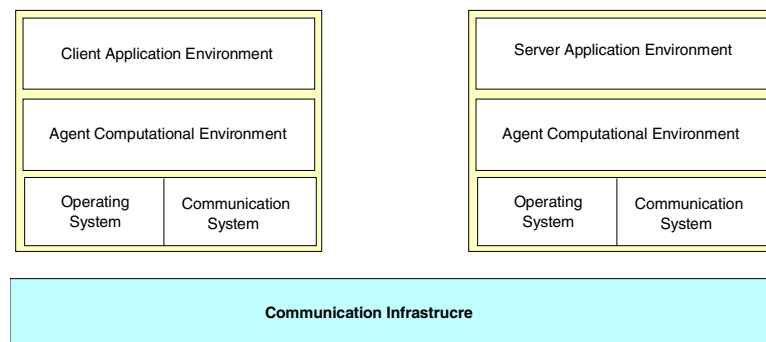 Client Application Environment
Agent Computational Environment
Operating
System
Communication
System
Server Application Environment
Agent Computational Environment
Operating
System
Communication
System
Communication Infrastrucre